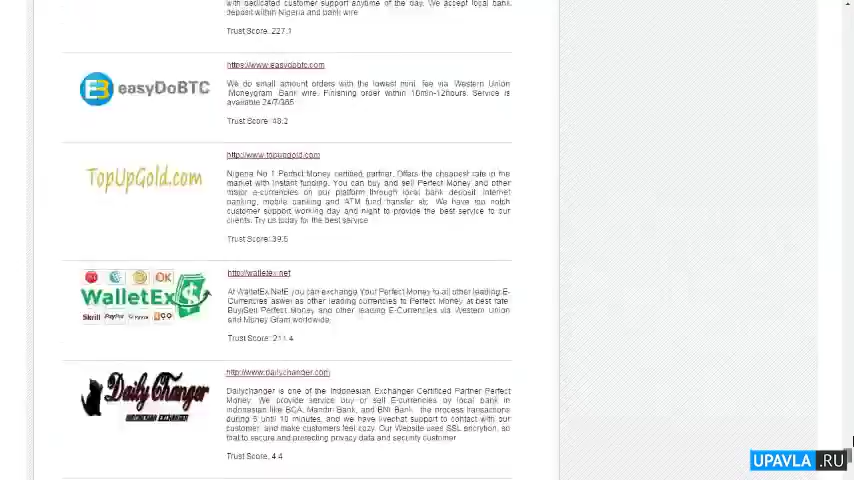 with dedicated customer support anytime of the day. We accept local bank,
deposit within Nigeria and bank wire
Trust Score: 227.1
https://www.easydobtc.com
easyDoBTC
We do small amount orders with the lowest mini. fee via Western Union
Moneygram Bank wire. Finishing order within 15min-12hours. Service is
available 24/7/365
Trust Score: 48.2
http://www.topupgold.com
TopUpGold.com
Nigeria No 1 Perfect Money certified partner. Offers the cheapest rate in the
market with instant funding. You can buy and sell Perfect Money and other
major e-currencies on our platform through local bank deposit, internet
banking, mobile banking and ATM fund transfer etc. We have top notch
customer support working day and night to provide the best service to our
clients. Try us today for the best service
Trust Score: 39.5
http://walletex.net
OK
WalletEx
Skrill PayPal
At WalletEx.NetE you can exchange Your Perfect Money to all other leading E-
Currencies aswel as other leading currencies to Perfect Money at best rate.
Buy/Sell Perfect Money and other leading E-Currencies via Western union
and Money Gram worldwide.
Trust Score: 211.4
http://www.dailychanger.com
Daily Changer
INDONESIAN EXCHANGER
Dailychanger is one of the Indonesian Exchanger Certificed Partner Perfect
Money. We provide service buy or sell E-currencies by local bank in
indonesian like BCA, Mandiri Bank, and BNI Bank. the process transactions
during 5 until 10 minutes, and we have livechat support to contact with our
customer, and make customers feel cozy. Our Website uses SSL encrytion, so
that to secure and protecting privacy data and security customer.
Trust Score: 4.4
UPAVLA.RU